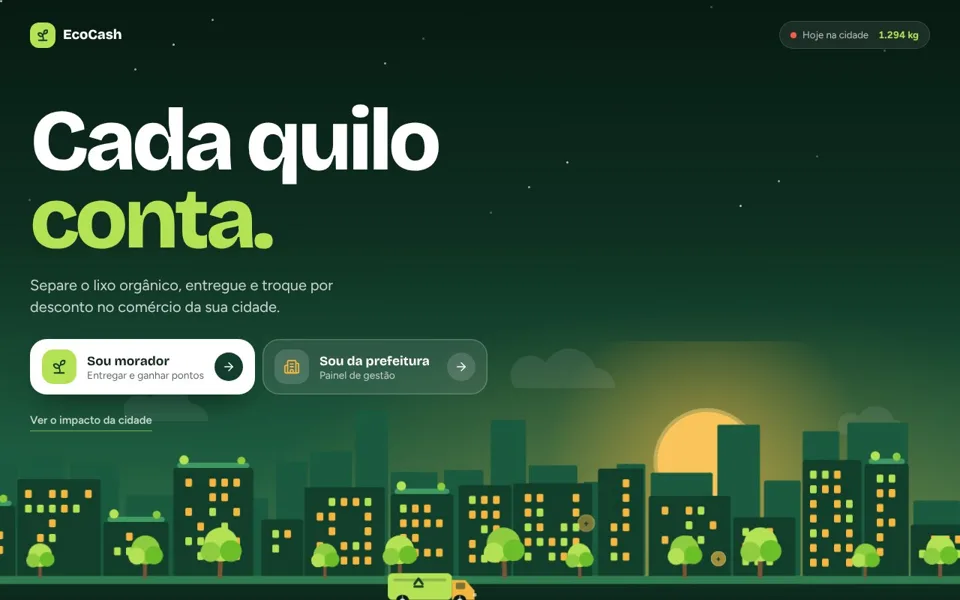 EcoCash
Hoje na cidade 1.294 kg
Cada quilo
conta.
Separe o lixo orgânico, entregue e troque por
desconto no comércio da sua cidade.
Sou morador
Entregar e ganhar pontos
Sou da prefeitura
Painel de gestão
Ver o impacto da cidade